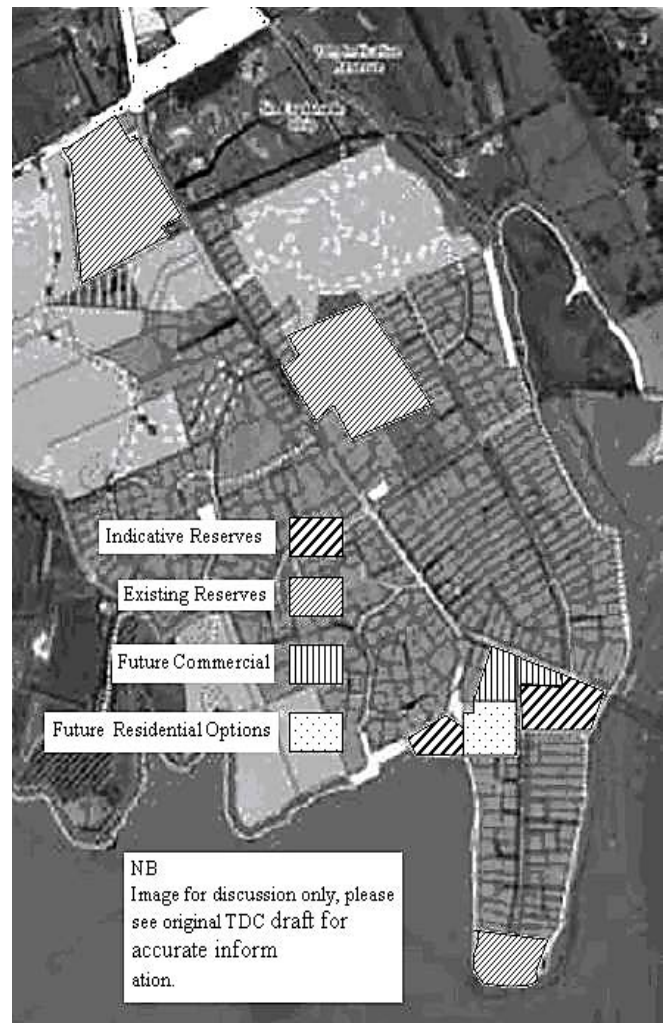 Indicative Reserves
Existing Reserves
Future Commercial
Future Residential Options
NB
Image for discussion only, please
see original TDC draft for
accurate inform
ation.